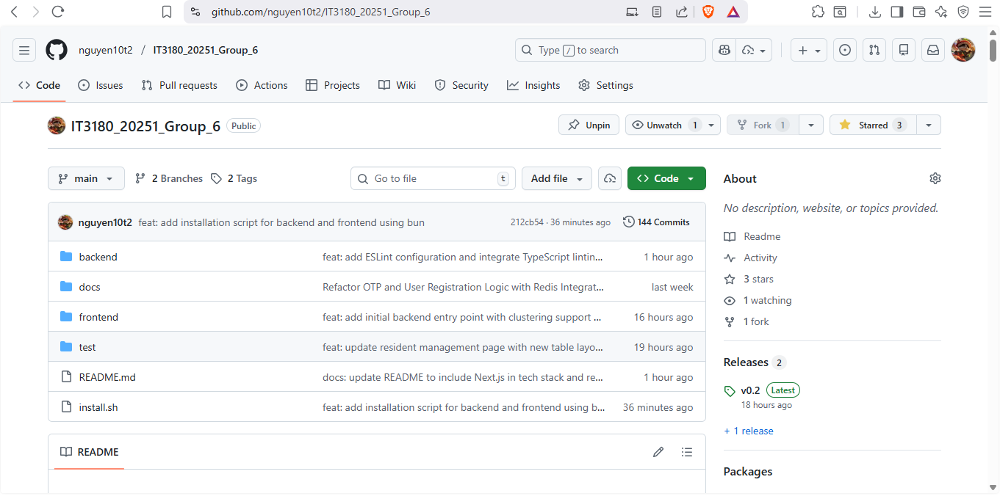 github.com/nguyen10t2/IT3180_20251_Group_6
nguyen10t2 / IT3180_20251_Group_6
Type / to search
Code Issues Pull requests Actions Projects Wiki Security Insights Settings
IT3180_20251_Group_6 Public
Unpin Unwatch 1 Fork 1 Starred 3
main 2 Branches 2 Tags Go to file t Add file Code
nguyen10t2 feat: add installation script for backend and frontend using bun 212cb54 · 36 minutes ago 144 Commits
backend feat: add ESLint configuration and integrate TypeScript lintin... 1 hour ago
docs Refactor OTP and User Registration Logic with Redis Integrat... last week
frontend feat: add initial backend entry point with clustering support ... 16 hours ago
test feat: update resident management page with new table layo... 19 hours ago
README.md docs: update README to include Next.js in tech stack and re... 1 hour ago
install.sh feat: add installation script for backend and frontend using b... 36 minutes ago
README
About
No description, website, or topics provided.
Readme
Activity
3 stars
1 watching
1 fork
Releases 2
v0.2 Latest
18 hours ago
+ 1 release
Packages